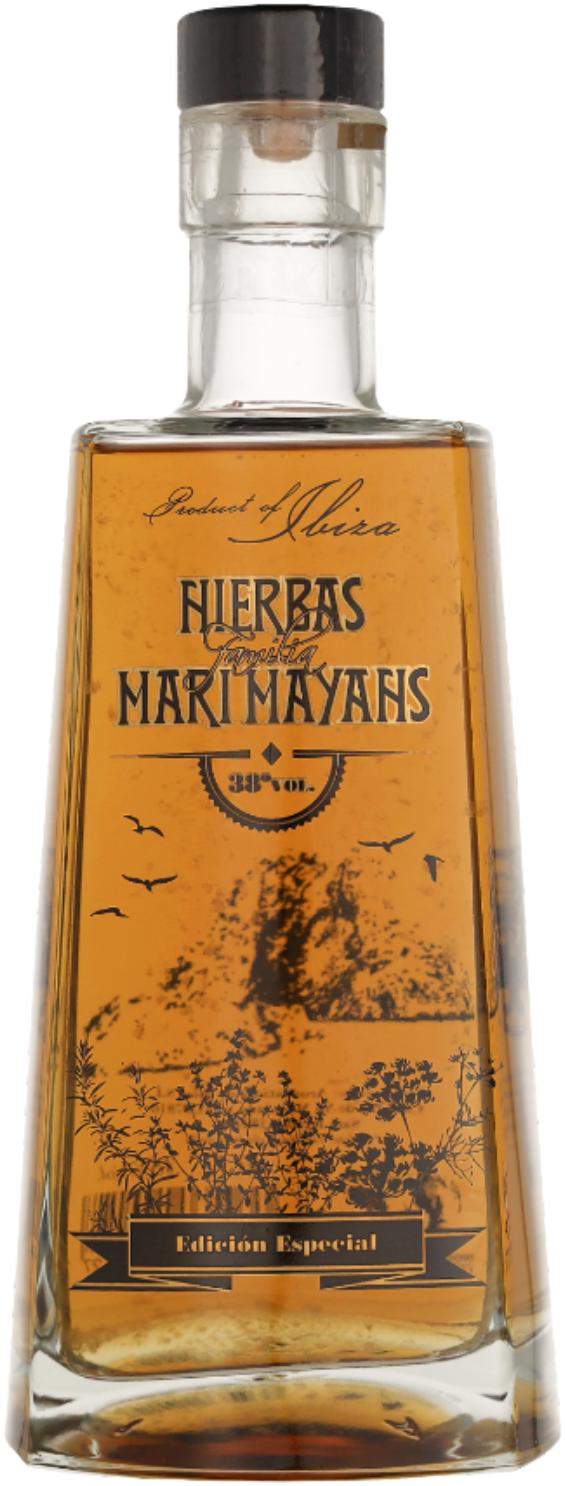 Product of Ibiza
HIERBAS
Familia
MARI MAYANS
38° VOL.
Edición Especial